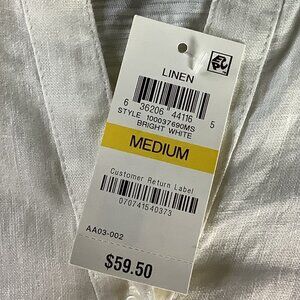 LINEN
6 36206 44116 5
STYLE 100037690MS
BRIGHT WHITE
MEDIUM
Customer Return Label
070741540373
AA03-002
$59.50